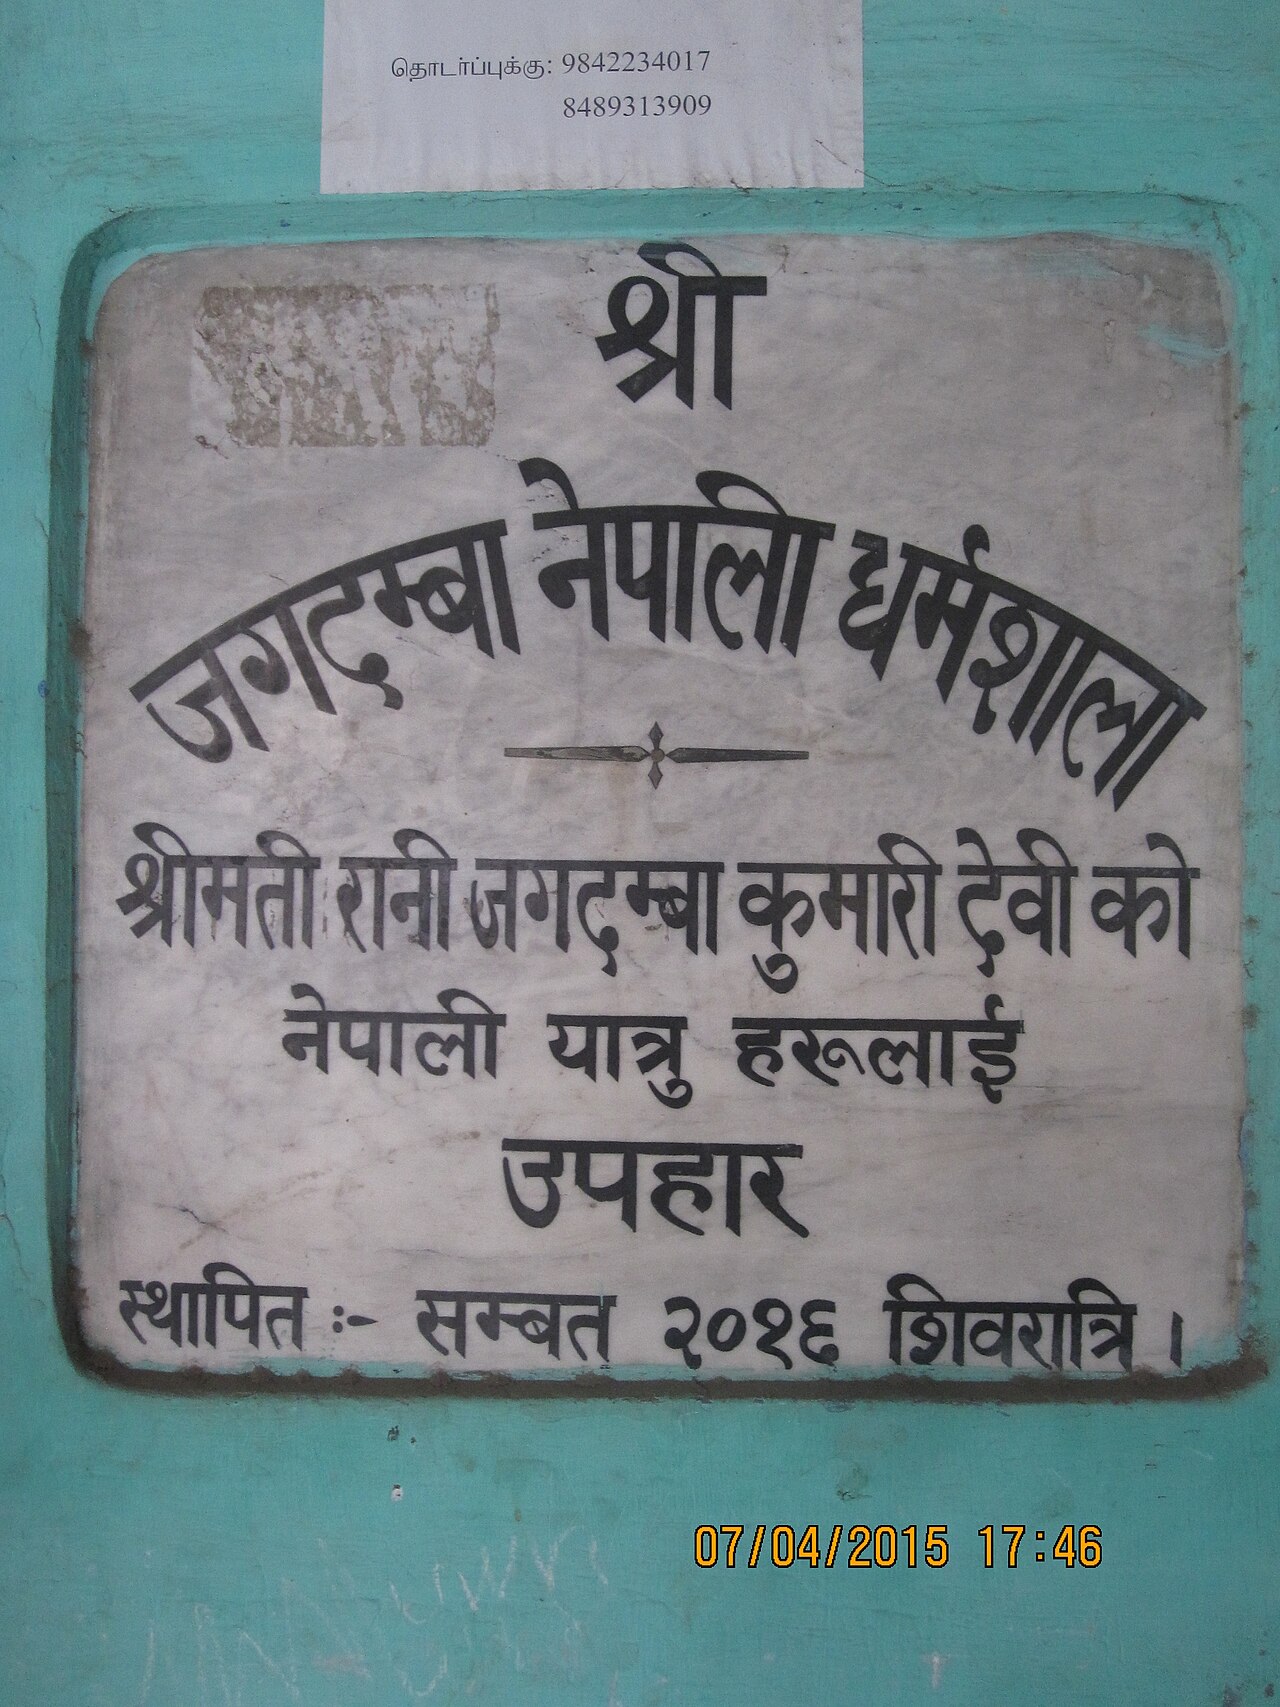 தொடர்ப்புக்கு: 9842234017
8489313909
श्री
जगदम्बा नेपाली धर्मशाला
श्रीमती रानी जगदम्बा कुमारी देवी को
नेपाली यात्रु हरूलाई
उपहार
स्थापित :- सम्बत २०१६ शिवरात्रि ।
07/04/2015 17:46